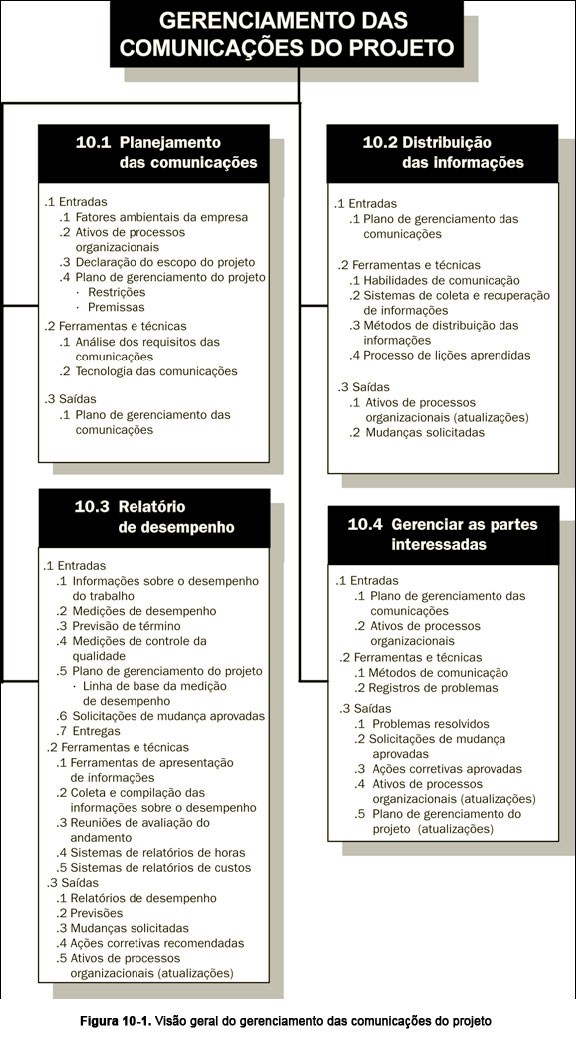 GERENCIAMENTO DAS
COMUNICAÇÕES DO PROJETO
10.1 Planejamento
das comunicações
.1 Entradas
.1 Fatores ambientais da empresa
.2 Ativos de processos
organizacionais
.3 Declaração do escopo do projeto
.4 Plano de gerenciamento do projeto
· Restrições
· Premissas
.2 Ferramentas e técnicas
.1 Análise dos requisitos das
comunicações
.2 Tecnologia das comunicações
.3 Saídas
.1 Plano de gerenciamento das
comunicações
10.2 Distribuição
das informações
.1 Entradas
.1 Plano de gerenciamento das
comunicações
.2 Ferramentas e técnicas
.1 Habilidades de comunicação
.2 Sistemas de coleta e recuperação
de informações
.3 Métodos de distribuição das
informações
.4 Processo de lições aprendidas
.3 Saídas
.1 Ativos de processos
organizacionais (atualizações)
.2 Mudanças solicitadas
10.3 Relatório
de desempenho
.1 Entradas
.1 Informações sobre o desempenho
do trabalho
.2 Medições de desempenho
.3 Previsão de término
.4 Medições de controle da
qualidade
.5 Plano de gerenciamento do projeto
· Linha de base da medição
de desempenho
.6 Solicitações de mudança aprovadas
.7 Entregas
.2 Ferramentas e técnicas
.1 Ferramentas de apresentação
de informações
.2 Coleta e compilação das
informações sobre o desempenho
.3 Reuniões de avaliação do
andamento
.4 Sistemas de relatórios de horas
.5 Sistemas de relatórios de custos
.3 Saídas
.1 Relatórios de desempenho
.2 Previsões
.3 Mudanças solicitadas
.4 Ações corretivas recomendadas
.5 Ativos de processos
organizacionais (atualizações)
10.4 Gerenciar as partes
interessadas
.1 Entradas
.1 Plano de gerenciamento das
comunicações
.2 Ativos de processos
organizacionais
.2 Ferramentas e técnicas
.1 Métodos de comunicação
.2 Registros de problemas
.3 Saídas
.1 Problemas resolvidos
.2 Solicitações de mudança
aprovadas
.3 Ações corretivas aprovadas
.4 Ativos de processos
organizacionais (atualizações)
.5 Plano de gerenciamento do
projeto (atualizações)
Figura 10-1. Visão geral do gerenciamento das comunicações do projeto